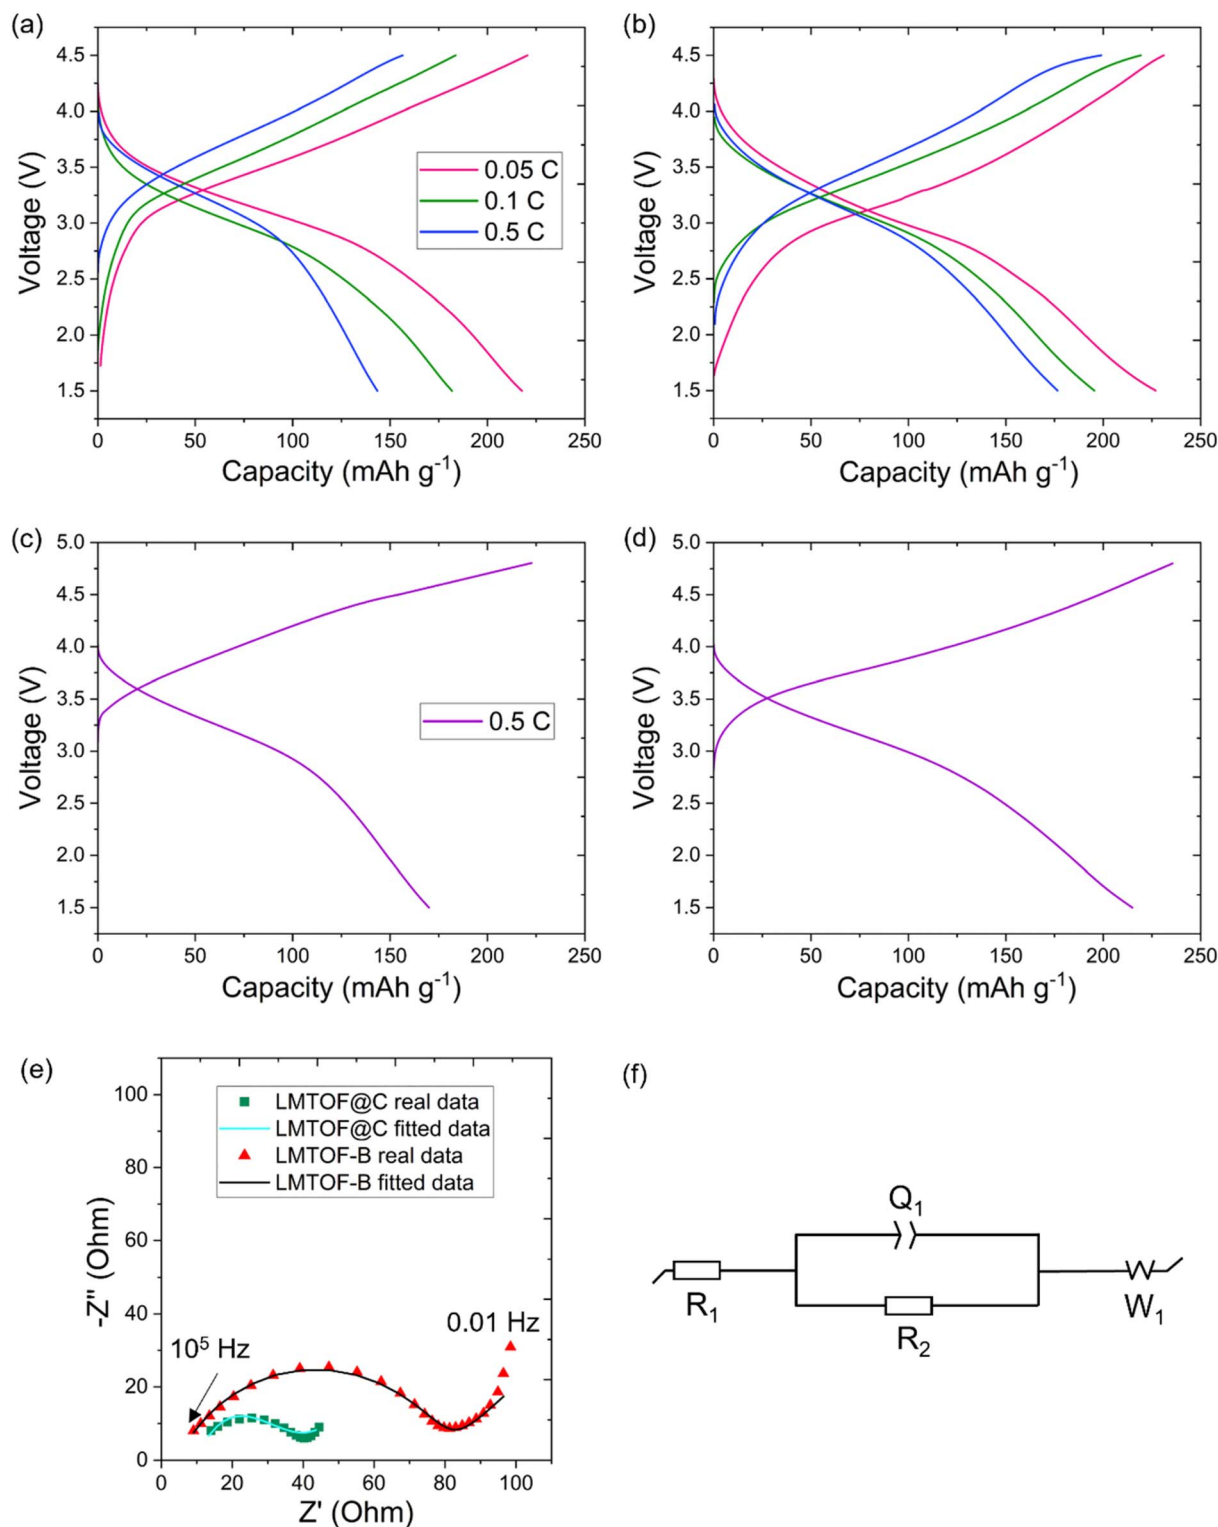 (a)
4.5
4.0
3.5
3.0
2.5
2.0
1.5
Voltage (V)
0.05 C
0.1 C
0.5 C
0 50 100 150 200 250
Capacity (mAh g⁻¹)
(b)
4.5
4.0
3.5
3.0
2.5
2.0
1.5
Voltage (V)
0 50 100 150 200 250
Capacity (mAh g⁻¹)
(c)
5.0
4.5
4.0
3.5
3.0
2.5
2.0
1.5
Voltage (V)
0.5 C
0 50 100 150 200 250
Capacity (mAh g⁻¹)
(d)
5.0
4.5
4.0
3.5
3.0
2.5
2.0
1.5
Voltage (V)
0 50 100 150 200 250
Capacity (mAh g⁻¹)
(e)
100
80
60
40
20
0
-Z" (Ohm)
LMTOF@C real data
LMTOF@C fitted data
LMTOF-B real data
LMTOF-B fitted data
10⁵ Hz
0.01 Hz
0 20 40 60 80 100
Z' (Ohm)
(f)
Q₁
R₁
R₂
W₁